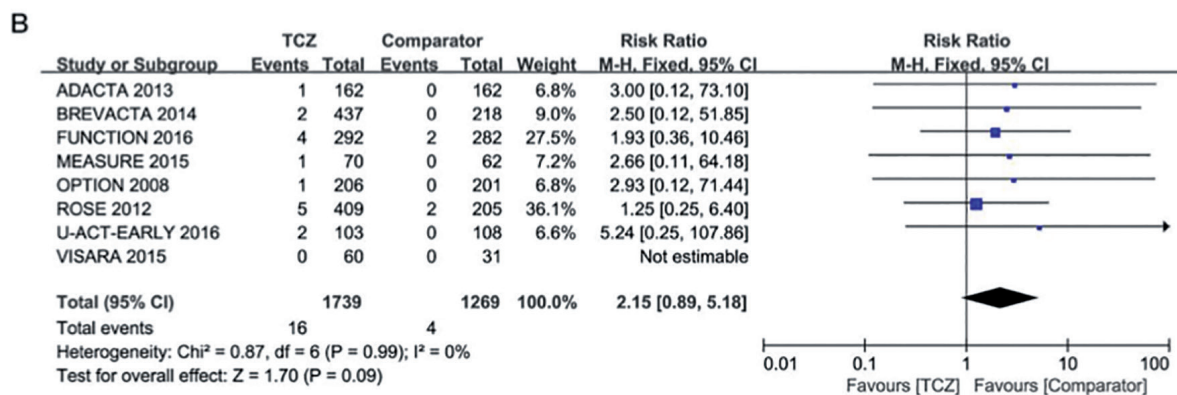 B
TCZ Comparator Risk Ratio Risk Ratio
Study or Subgroup Events Total Events Total Weight M-H, Fixed, 95% CI M-H, Fixed, 95% CI
ADACTA 2013 1 162 0 162 6.8% 3.00 [0.12, 73.10]
BREVACTA 2014 2 437 0 218 9.0% 2.50 [0.12, 51.85]
FUNCTION 2016 4 292 2 282 27.5% 1.93 [0.36, 10.46]
MEASURE 2015 1 70 0 62 7.2% 2.66 [0.11, 64.18]
OPTION 2008 1 206 0 201 6.8% 2.93 [0.12, 71.44]
ROSE 2012 5 409 2 205 36.1% 1.25 [0.25, 6.40]
U-ACT-EARLY 2016 2 103 0 108 6.6% 5.24 [0.25, 107.86]
VISARA 2015 0 60 0 31 Not estimable
Total (95% CI) 1739 1269 100.0% 2.15 [0.89, 5.18]
Total events 16 4
Heterogeneity: Chi² = 0.87, df = 6 (P = 0.99); I² = 0%
Test for overall effect: Z = 1.70 (P = 0.09)
0.01 0.1 1 10 100
Favours [TCZ] Favours [Comparator]